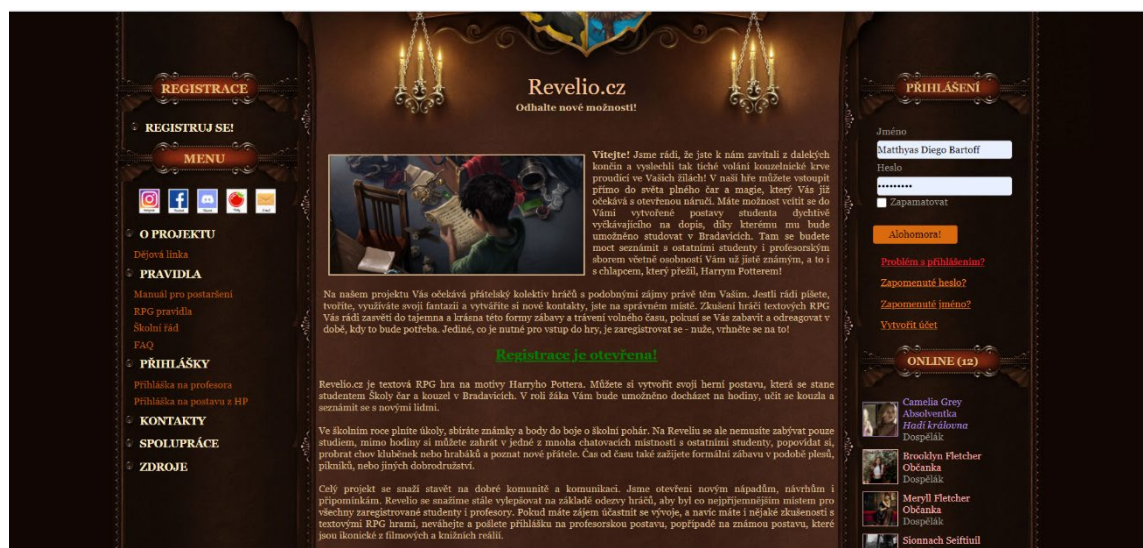 REGISTRACE
REGISTRUJ SE!
MENU
O PROJEKTU
Dějová linka
PRAVIDLA
Manuál pro postaršení
RPG pravidla
Školní řád
FAQ
PŘIHLÁŠKY
Přihláška na profesora
Přihláška na postavu z HP
KONTAKTY
SPOLUPRÁCE
ZDROJE
Revelio.cz
Odhalte nové možnosti!
Vítejte! Jsme rádi, že jste k nám zavítali z dalekých
končin a vyslechli tak tiché volání kouzelnické krve
proudící ve Vašich žilách! V naší hře můžete vstoupit
přímo do světa plného čar a magie, který Vás již
očekává s otevřenou náručí. Máte možnost vcítit se do
Vámi vytvořené postavy studenta dychtivě
vyčkávajícího na dopis, díky kterému mu bude
umožněno studovat v Bradavicích. Tam se budete
moct seznámit s ostatními studenty i profesorským
sborem včetně osobností Vám už jistě známým, a to i
s chlapcem, který přežil, Harrym Potterem!
Na našem projektu Vás očekává přátelský kolektiv hráčů s podobnými zájmy právě těm Vašim. Jestli rádi píšete,
tvoříte, využíváte svoji fantazii a vytváříte si nové kontakty, jste na správném místě. Zkušení hráči textových RPG
Vás rádi zasvětí do tajemna a krásna této formy zábavy a trávení volného času, pokusí se Vás zabavit a odreagovat v
době, kdy to bude potřeba. Jediné, co je nutné pro vstup do hry, je zaregistrovat se - nuže, vrhněte se na to!
Registrace je otevřena!
Revelio.cz je textová RPG hra na motivy Harryho Pottera. Můžete si vytvořit svoji herní postavu, která se stane
studentem Školy čar a kouzel v Bradavicích. V roli žáka Vám bude umožněno docházet na hodiny, učit se kouzla a
seznámit se s novými lidmi.
Ve školním roce plníte úkoly, sbíráte známky a body do boje o školní pohár. Na Reveliu se ale nemusíte zabývat pouze
studiem, mimo hodiny si můžete zahrát v jedné z mnoha chatovacích místností s ostatními studenty, popovídat si,
probrat chov kluběnek nebo hrabáků a poznat nové přátele. Čas od času také zažijete formální zábavu v podobě plesů,
pikniků, nebo jiných dobrodružství.
Celý projekt se snaží stavět na dobré komunitě a komunikaci. Jsme otevření novým nápadům, návrhům i
připomínkám. Revelio se snažíme stále vylepšovat na základě odezvy hráčů, aby byl co nejpříjemnějším místem pro
všechny zaregistrované studenty i profesory. Pokud máte zájem účastnit se vývoje, a navíc máte i nějaké zkušenosti s
textovými RPG hrami, neváhejte a pošlete přihlášku na profesorskou postavu, popřípadě na známou postavu, které
jsou ikonické z filmových a knižních reálií.
PŘIHLÁŠENÍ
Jméno
Matthyas Diego Bartoff
Heslo
•••••••••
Zapamatovat
Alohomora!
Problém s přihlášením?
Zapomenuté heslo?
Zapomenuté jméno?
Vytvořit účet
ONLINE (12)
Camelia Grey
Absolventka
Hadí královna
Dospělák
Brooklyn Fletcher
Občanka
Dospělák
Meryll Fletcher
Občanka
Dospělák
Sionnach Seiftiuil